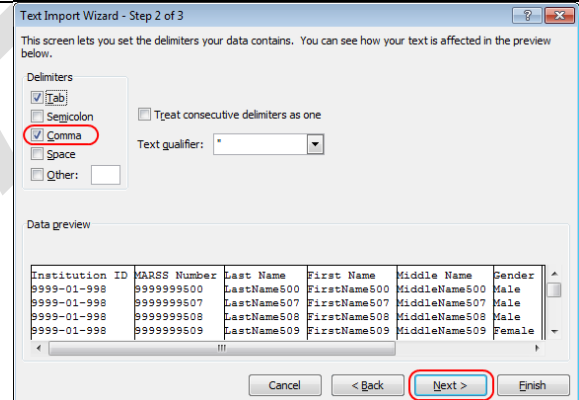 Text Import Wizard - Step 2 of 3
This screen lets you set the delimiters your data contains. You can see how your text is affected in the preview
below.
Delimiters
Tab
Semicolon
Comma
Space
Other:
Treat consecutive delimiters as one
Text qualifier: "
Data preview
Institution ID MARSS Number Last Name First Name Middle Name Gender
9999-01-998 9999999500 LastName500 FirstName500 MiddleName500 Male
9999-01-998 9999999507 LastName507 FirstName507 MiddleName507 Male
9999-01-998 9999999508 LastName508 FirstName508 MiddleName508 Male
9999-01-998 9999999509 LastName509 FirstName509 MiddleName509 Female
Cancel < Back Next > Finish